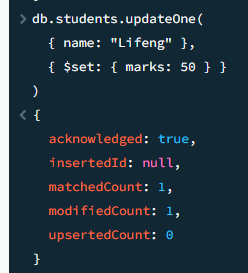 > db.students.updateOne(
{ name: "Lifeng" },
{ $set: { marks: 50 } }
)
< {
acknowledged: true,
insertedId: null,
matchedCount: 1,
modifiedCount: 1,
upsertedCount: 0
}